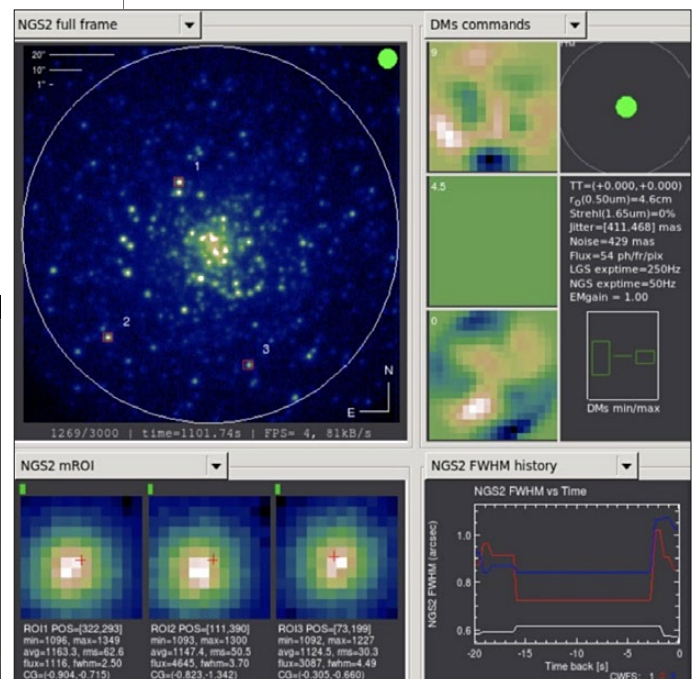 NGS2 full frame
20"
10"
1"
1
2
3
N
E
1269/3000 | time=1101.74s | FPS= 4, 81kB/s
DMs commands
9
TTM
4.5
0
TT=(+0.000,+0.000)
r₀(0.50um)=4.6cm
Strehl(1.65um)=0%
Jitter=[411,468] mas
Noise=429 mas
Flux=54 ph/fr/pix
LGS exptime=250Hz
NGS exptime=50Hz
EMgain = 1.00
DMs min/max
NGS2 mROI
ROI1 POS=[322,293]
min=1096, max=1349
avg=1163.3, rms=62.6
flux=1116, fwhm=2.50
CG=(-0.904,-0.715)
ROI2 POS=[111,390]
min=1093, max=1300
avg=1147.4, rms=50.5
flux=4645, fwhm=3.70
CG=(-0.823,-1.342)
ROI3 POS=[73,199]
min=1092, max=1227
avg=1124.5, rms=30.3
flux=3087, fwhm=4.49
CG=(-0.305,-0.660)
NGS2 FWHM history
NGS2 FWHM vs Time
NGS2 FWHM (arcsec)
1.0
0.8
0.6
-20
-15
-10
-5
0
Time back [s]
CWFS: 1